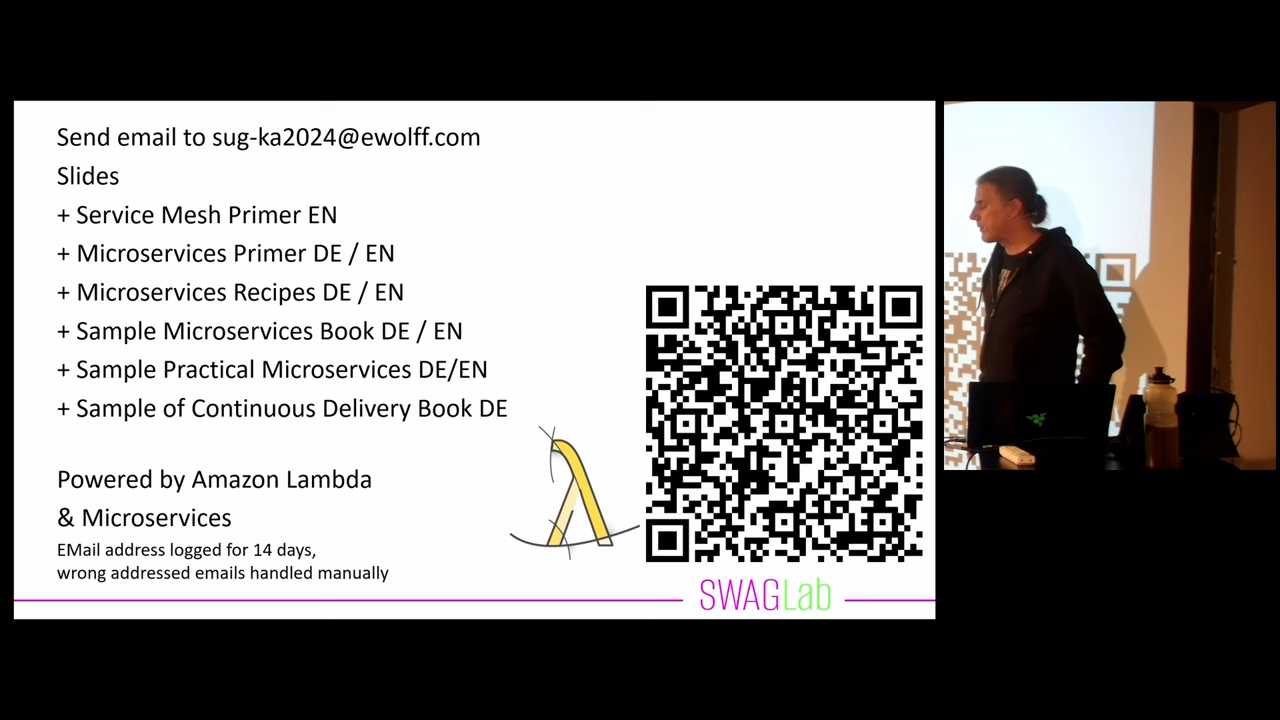 Send email to sug-ka2024@ewolff.com
Slides
+ Service Mesh Primer EN
+ Microservices Primer DE / EN
+ Microservices Recipes DE / EN
+ Sample Microservices Book DE / EN
+ Sample Practical Microservices DE/EN
+ Sample of Continuous Delivery Book DE
Powered by Amazon Lambda
& Microservices
EMail address logged for 14 days,
wrong addressed emails handled manually
SWAGLab